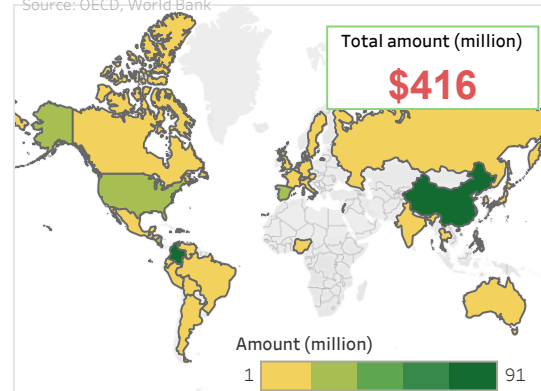 Source: OECD, World Bank
Total amount (million)
$416
Amount (million)
1 91